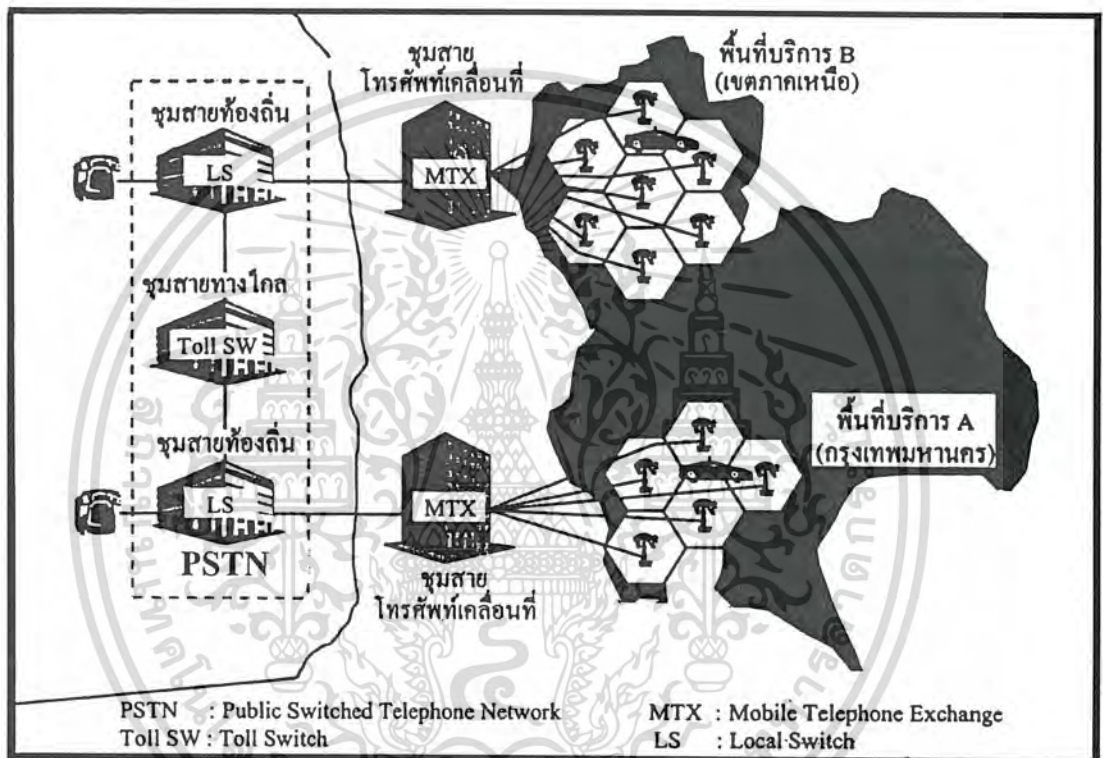 ชุมสาย
โทรศัพท์เคลื่อนที่
พื้นที่บริการ B
(เขตภาคเหนือ)
ชุมสายท้องถิ่น
LS
MTX
ชุมสายทางไกล
Toll SW
ชุมสายท้องถิ่น
LS
PSTN
MTX
ชุมสาย
โทรศัพท์เคลื่อนที่
พื้นที่บริการ A
(กรุงเทพมหานคร)
PSTN : Public Switched Telephone Network
MTX : Mobile Telephone Exchange
Toll SW : Toll Switch
LS : Local Switch